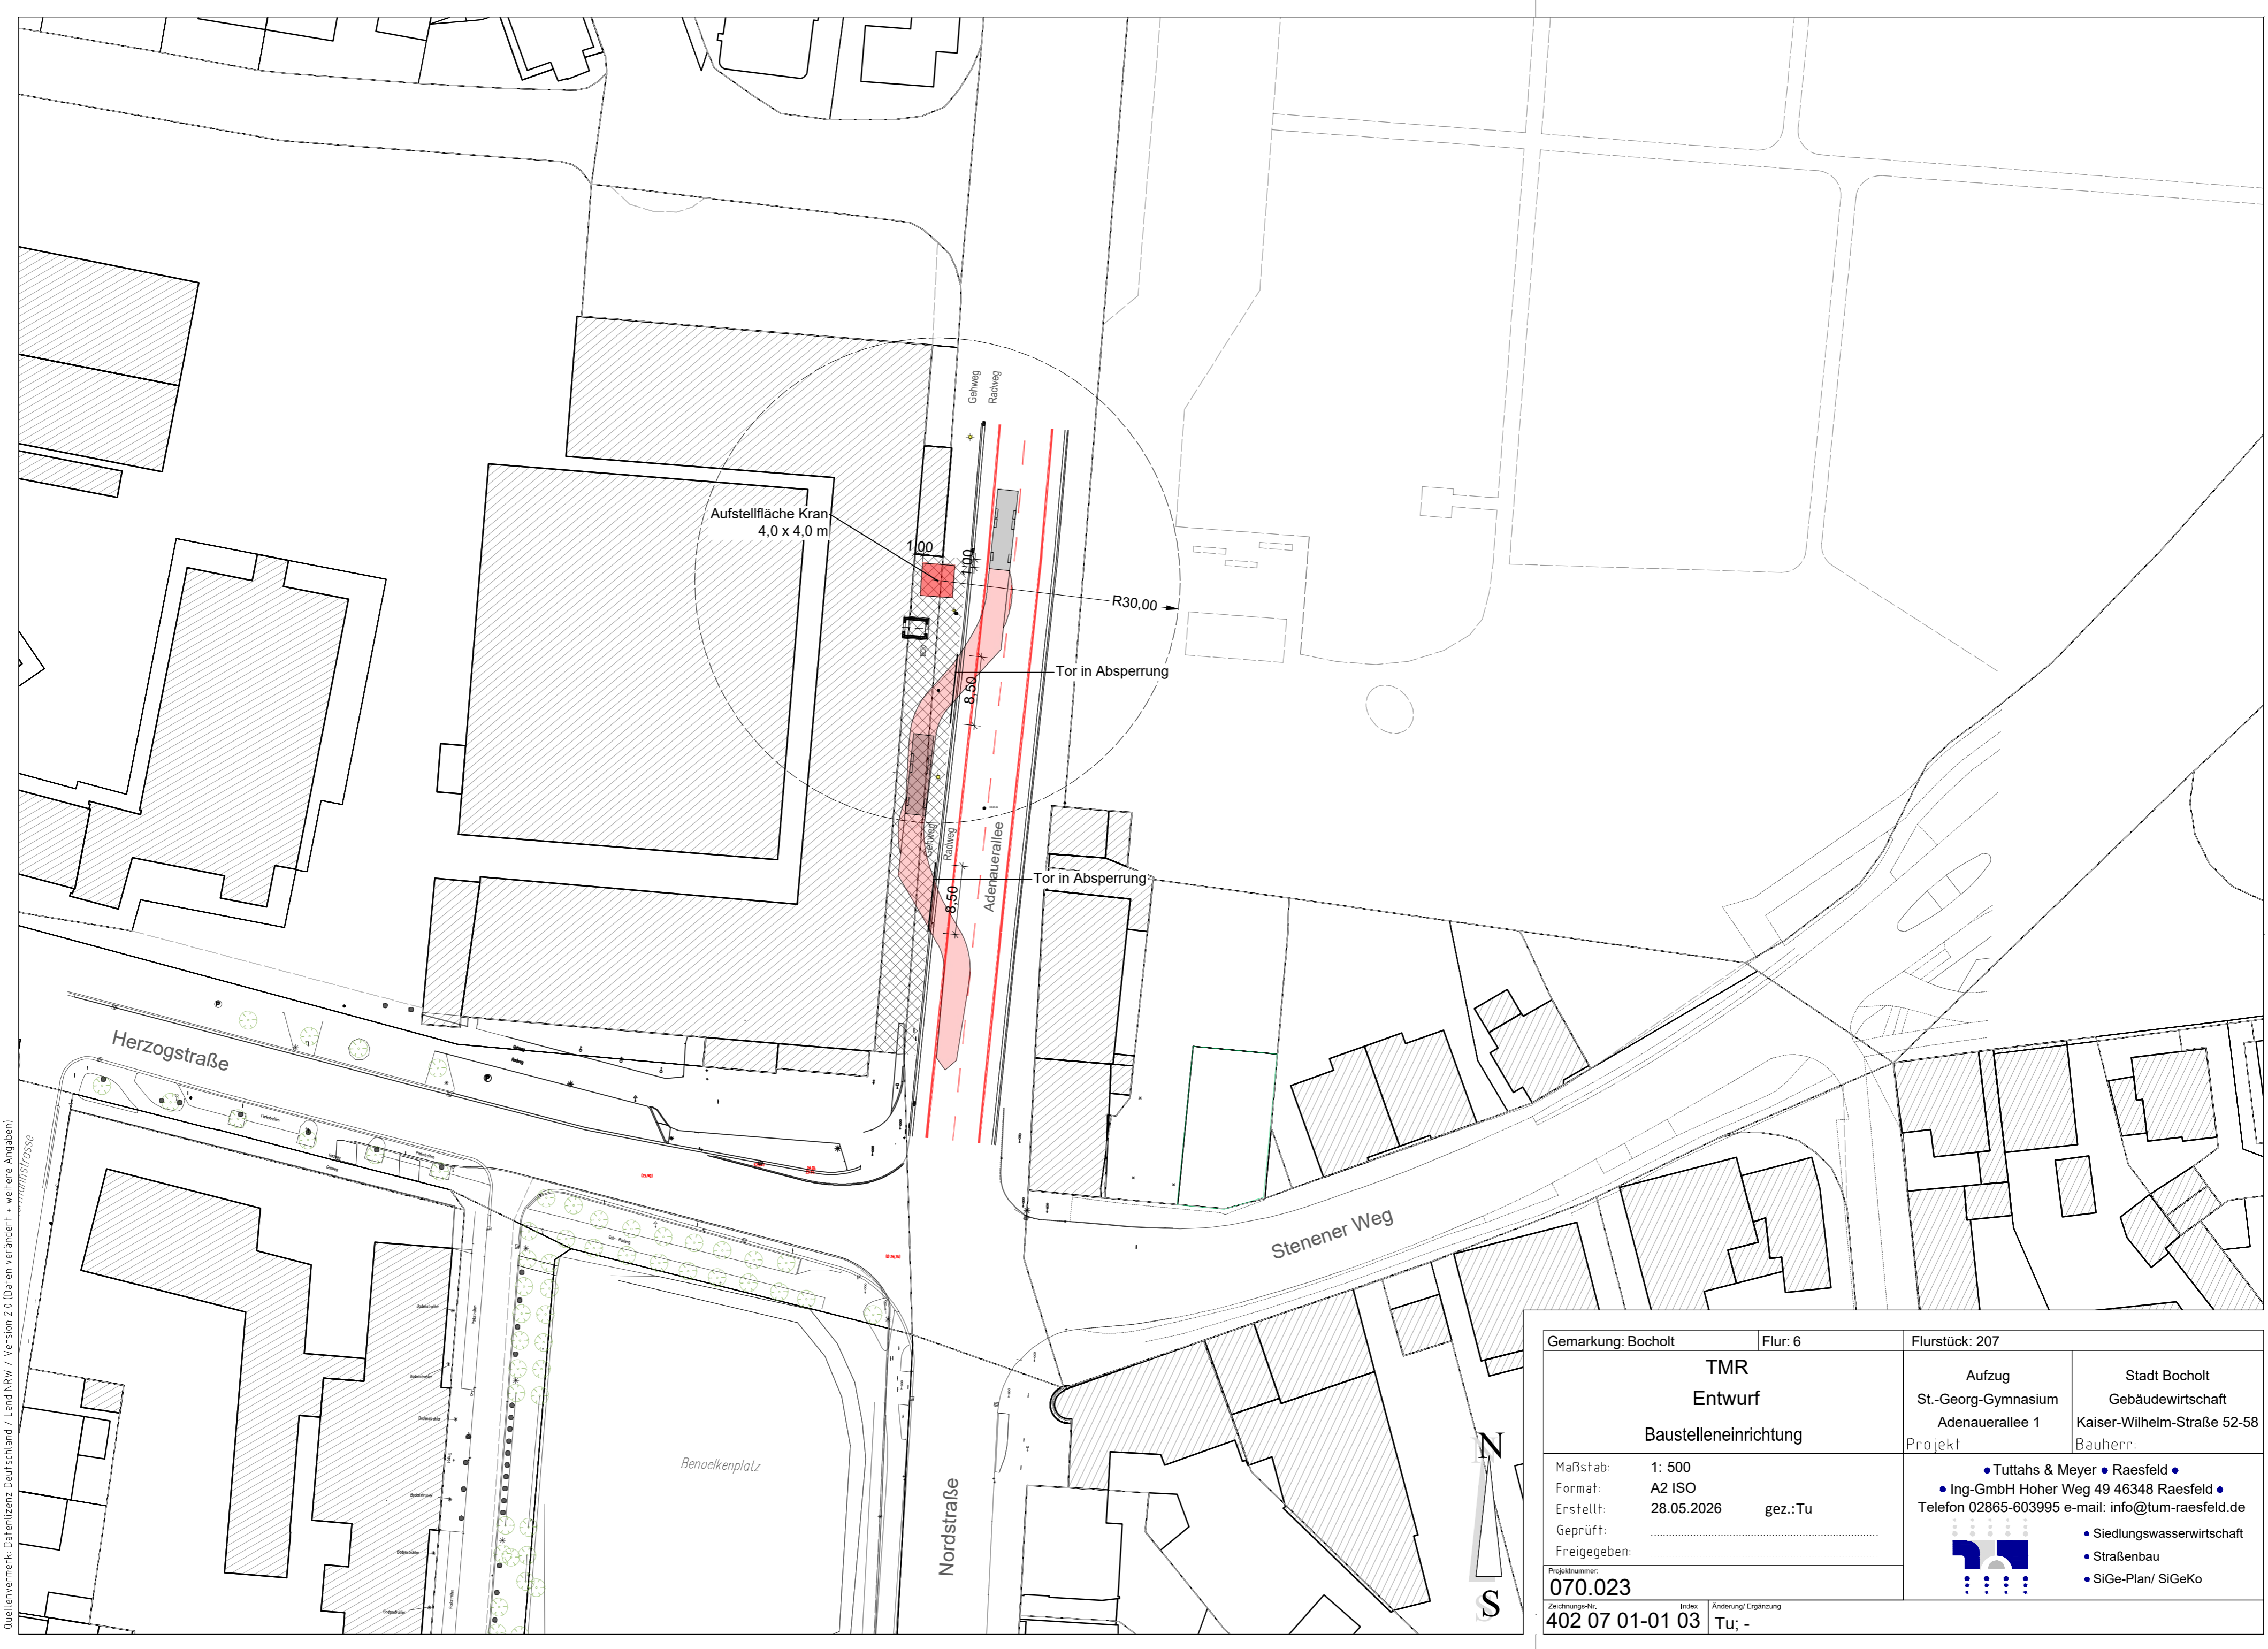 Gehweg
Radweg
Aufstellfläche Kran
4,0 x 4,0 m
1,00
1,00
R30,00
Tor in Absperrung
8,50
Gehweg
Radweg
Adenauerallee
Tor in Absperrung
8,50
Herzogstraße
Stenener Weg
Benoelkenplatz
Nordstraße
N
S
Quellenvermerk: Datenlizenz Deutschland / Land NRW / Version 2.0 (Daten verändert + weitere Angaben)
Gemarkung: Bocholt
Flur: 6
Flurstück: 207
TMR
Entwurf
Baustelleneinrichtung
Aufzug
St.-Georg-Gymnasium
Adenauerallee 1
Projekt
Stadt Bocholt
Gebäudewirtschaft
Kaiser-Wilhelm-Straße 52-58
Bauherr:
Maßstab: 1: 500
Format: A2 ISO
Erstellt: 28.05.2026 gez.:Tu
Geprüft:
Freigegeben:
• Tuttahs & Meyer • Raesfeld •
• Ing-GmbH Hoher Weg 49 46348 Raesfeld •
Telefon 02865-603995 e-mail: info@tum-raesfeld.de
• Siedlungswasserwirtschaft
• Straßenbau
• SiGe-Plan/ SiGeKo
Projektnummer:
070.023
Zeichnungs-Nr. Index Änderung/ Ergänzung
402 07 01-01 03 Tu; -